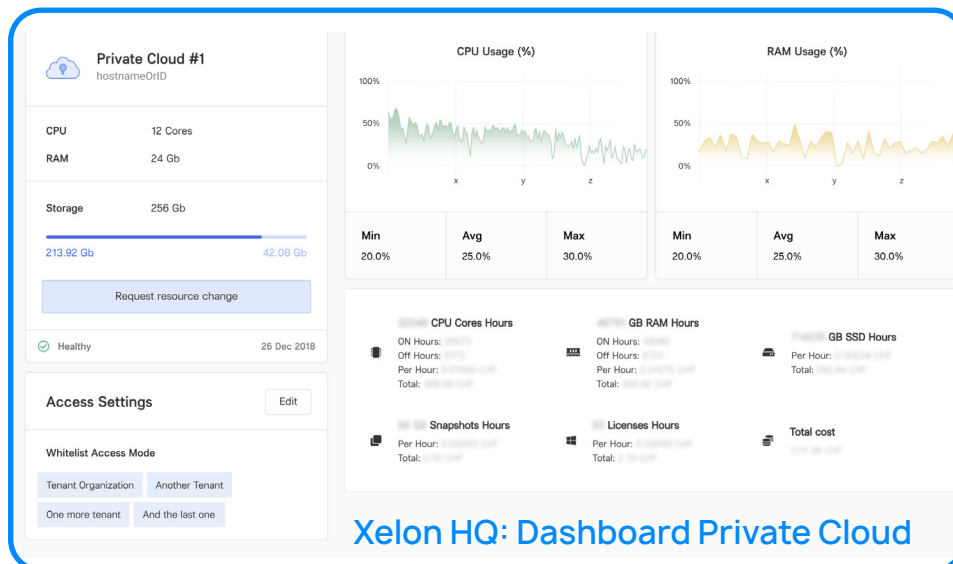 Private Cloud #1
hostnameOrID
CPU 12 Cores
RAM 24 Gb
Storage 256 Gb
213.92 Gb 42.08 Gb
Request resource change
Healthy 26 Dec 2018
Access Settings Edit
Whitelist Access Mode
Tenant Organization Another Tenant
One more tenant And the last one
CPU Usage (%)
100%
50%
0%
x y z
Min Avg Max
20.0% 25.0% 30.0%
RAM Usage (%)
100%
50%
0%
x y z
Min Avg Max
20.0% 25.0% 30.0%
CPU Cores Hours
ON Hours:
Off Hours:
Per Hour:
Total:
GB RAM Hours
ON Hours:
Off Hours:
Per Hour:
Total:
GB SSD Hours
Per Hour:
Total:
Snapshots Hours
Per Hour:
Total:
Licenses Hours
Per Hour:
Total:
Total cost
Xelon HQ: Dashboard Private Cloud